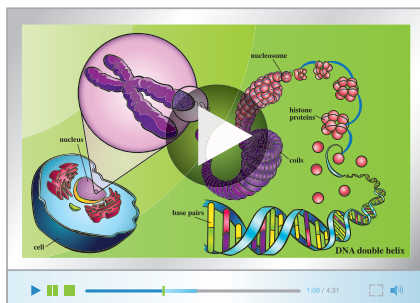 nucleosome
histone
proteins
nucleus
coils
base pairs
cell
DNA double helix
1:06 / 4:31